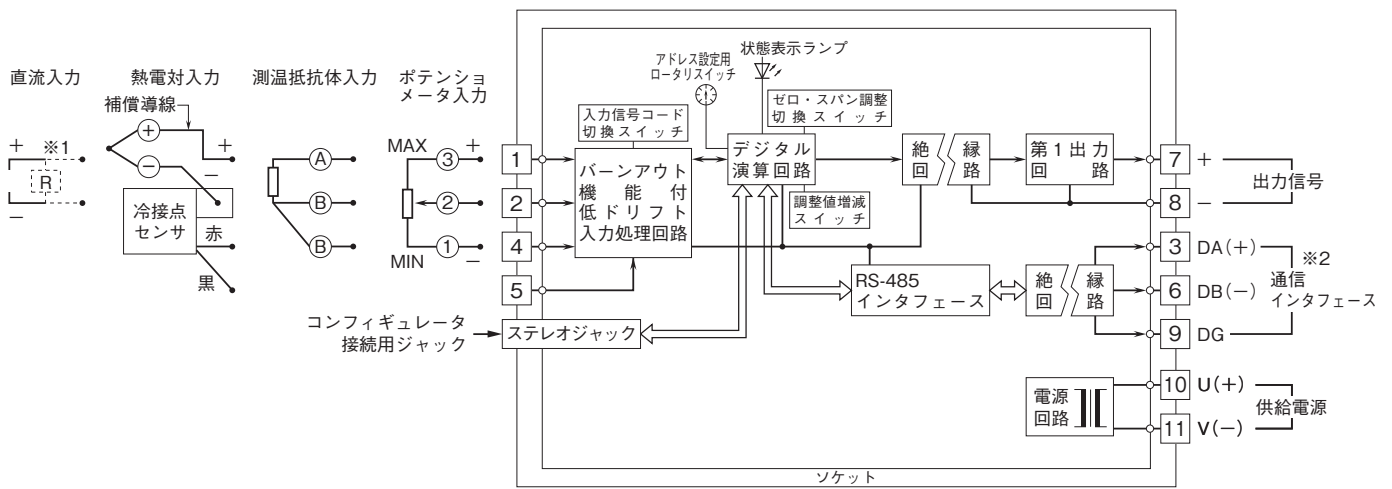 直流入力
+
※1
R
−
熱電対入力
補償導線
+
−
+
−
冷接点
センサ
赤
黒
測温抵抗体入力
A
B
B
ポテンショ
メータ入力
MAX
3
+
2
1
−
MIN
コンフィギュレータ
接続用ジャック
ステレオジャック
1
2
4
5
入力信号コード
切換スイッチ
バーンアウト
機能付
低ドリフト
入力処理回路
アドレス設定用
ロータリスイッチ
状態表示ランプ
ゼロ・スパン調整
切換スイッチ
デジタル
演算回路
調整値増減
スイッチ
絶縁
回路
第1出力
回路
RS-485
インタフェース
絶縁
回路
電源
回路
7 +
8 −
出力信号
3 DA(+)
6 DB(−)
9 DG
※2
通信
インタフェース
10 U(+)
11 V(−)
供給電源
ソケット